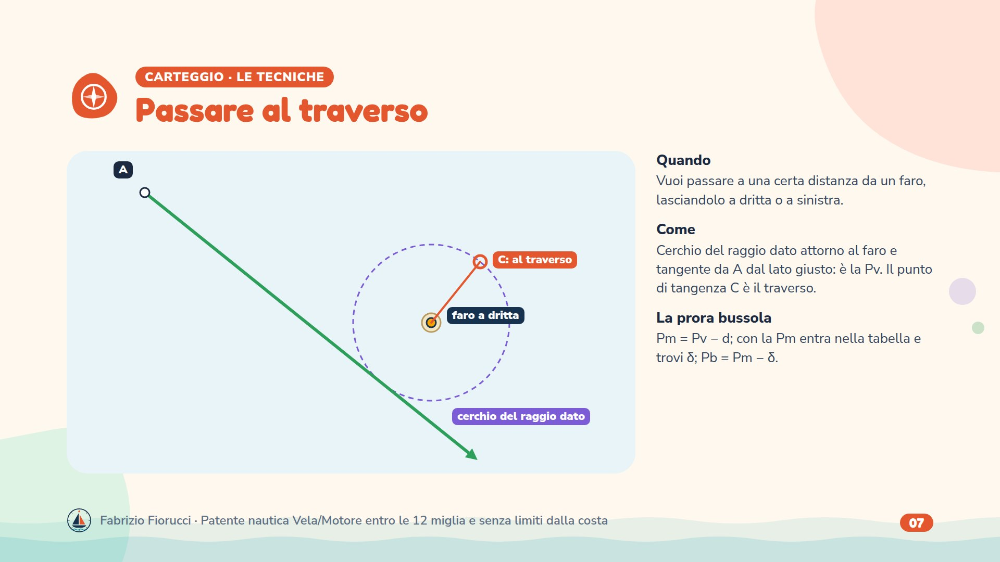 CARTEGGIO · LE TECNICHE
Passare al traverso
A
C: al traverso
faro a dritta
cerchio del raggio dato
Quando
Vuoi passare a una certa distanza da un faro,
lasciandolo a dritta o a sinistra.
Come
Cerchio del raggio dato attorno al faro e
tangente da A dal lato giusto: è la Pv. Il punto
di tangenza C è il traverso.
La prora bussola
Pm = Pv − d; con la Pm entra nella tabella e
trovi δ; Pb = Pm − δ.
Fabrizio Fiorucci · Patente nautica Vela/Motore entro le 12 miglia e senza limiti dalla costa
07